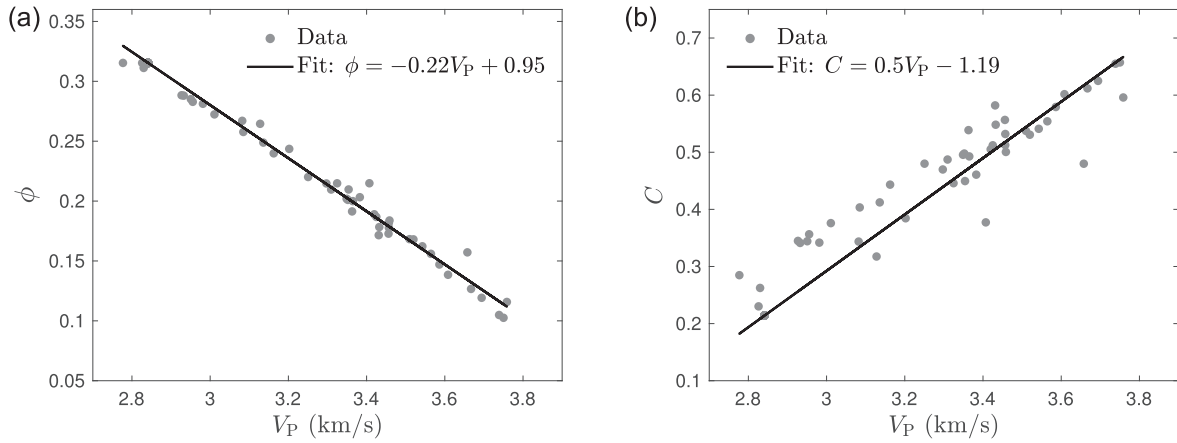 (a)
0.35
0.3
0.25
0.2
0.15
0.1
0.05
ϕ
Data
Fit: ϕ = −0.22V_P + 0.95
2.8 3 3.2 3.4 3.6 3.8
V_P (km/s)
(b)
0.7
0.6
0.5
0.4
0.3
0.2
0.1
C
Data
Fit: C = 0.5V_P − 1.19
2.8 3 3.2 3.4 3.6 3.8
V_P (km/s)